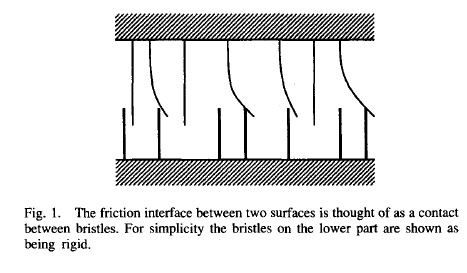 Fig. 1. The friction interface between two surfaces is thought of as a contact
between bristles. For simplicity the bristles on the lower part are shown as
being rigid.